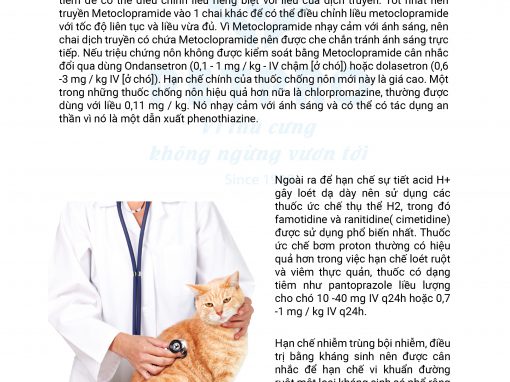 tiêm để có thể điều chỉnh liều riêng biệt với liều của dịch truyền. Tốt nhất nên
truyền Metoclopramide vào 1 chai khác để có thể điều chỉnh liều metoclopramide
với tốc độ liên tục và liều vừa đủ. Vì Metoclopramide nhạy cảm với ánh sáng, nên
chai dịch truyền có chứa Metoclopramide nên được che chắn tránh ánh sáng trực
tiếp. Nếu triệu chứng nôn không được kiểm soát bằng Metoclopramide cân nhắc
đổi qua dùng Ondansetron (0,1 - 1 mg / kg - IV chậm [ở chó]) hoặc dolasetron (0,6
-3 mg / kg IV [ở chó]). Hạn chế chính của thuốc chống nôn mới này là giá cao. Một
trong những thuốc chống nôn hiệu quả hơn nữa là chlorpromazine, thường được
dùng với liều 0,11 mg / kg. Nó nhạy cảm với ánh sáng và có thể có tác dụng an
thần vì nó là một dẫn xuất phenothiazine.
Vì thú cưng
không ngừng vươn tới
Since
Ngoài ra để hạn chế sự tiết acid H+
gây loét dạ dày nên sử dụng các
thuốc ức chế thụ thể H2, trong đó
famotidine và ranitidine( cimetidine)
được sử dụng phổ biến nhất. Thuốc
ức chế bơm proton thường có hiệu
quả hơn trong việc hạn chế loét ruột
và viêm thực quản, thuốc có dạng
tiêm như pantoprazole liều lượng
cho chó 10 -40 mg IV q24h hoặc 0,7
-1 mg / kg IV q24h.
Hạn chế nhiễm trùng bội nhiễm, điều
trị bằng kháng sinh nên được cân
nhắc để hạn chế vi khuẩn đường
ruột một loại kháng sinh có phổ rộng